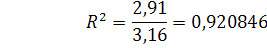 R² = 2,91/3,16 = 0,920846